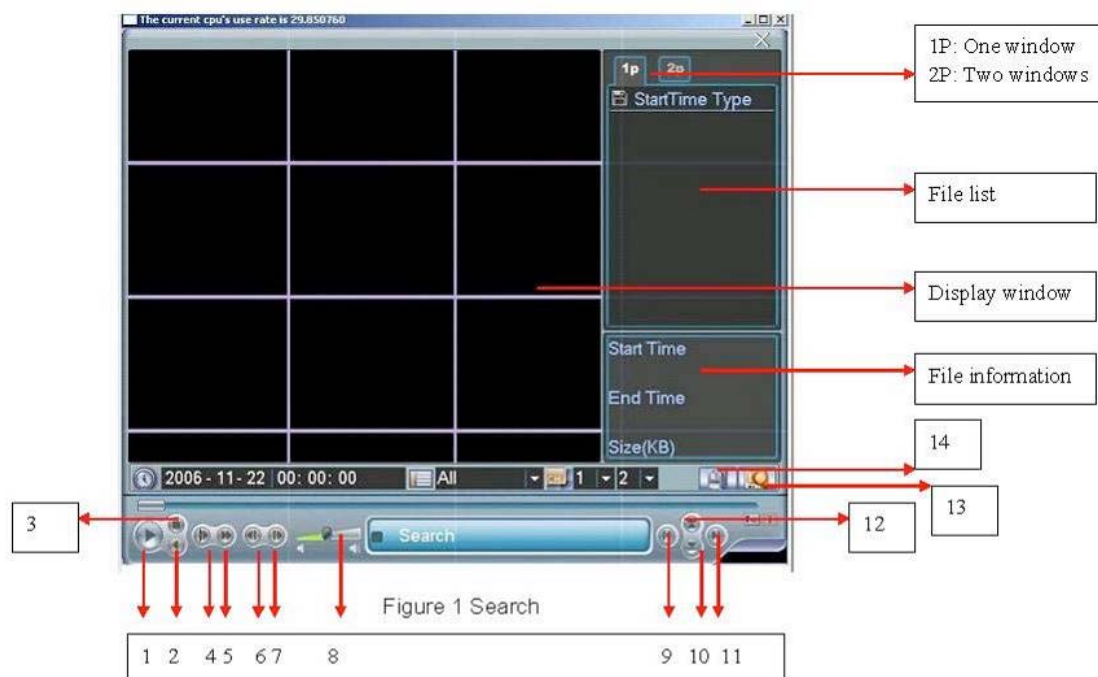 The current cpu's use rate is 29.850760
1P: One window
2P: Two windows
1p 2p
StartTime Type
File list
Display window
Start Time
File information
End Time
Size(KB)
14
2006 - 11 - 22 00: 00: 00 All 1 2
13
3
12
Search
Figure 1 Search
1 2 4 5 6 7 8 9 10 11